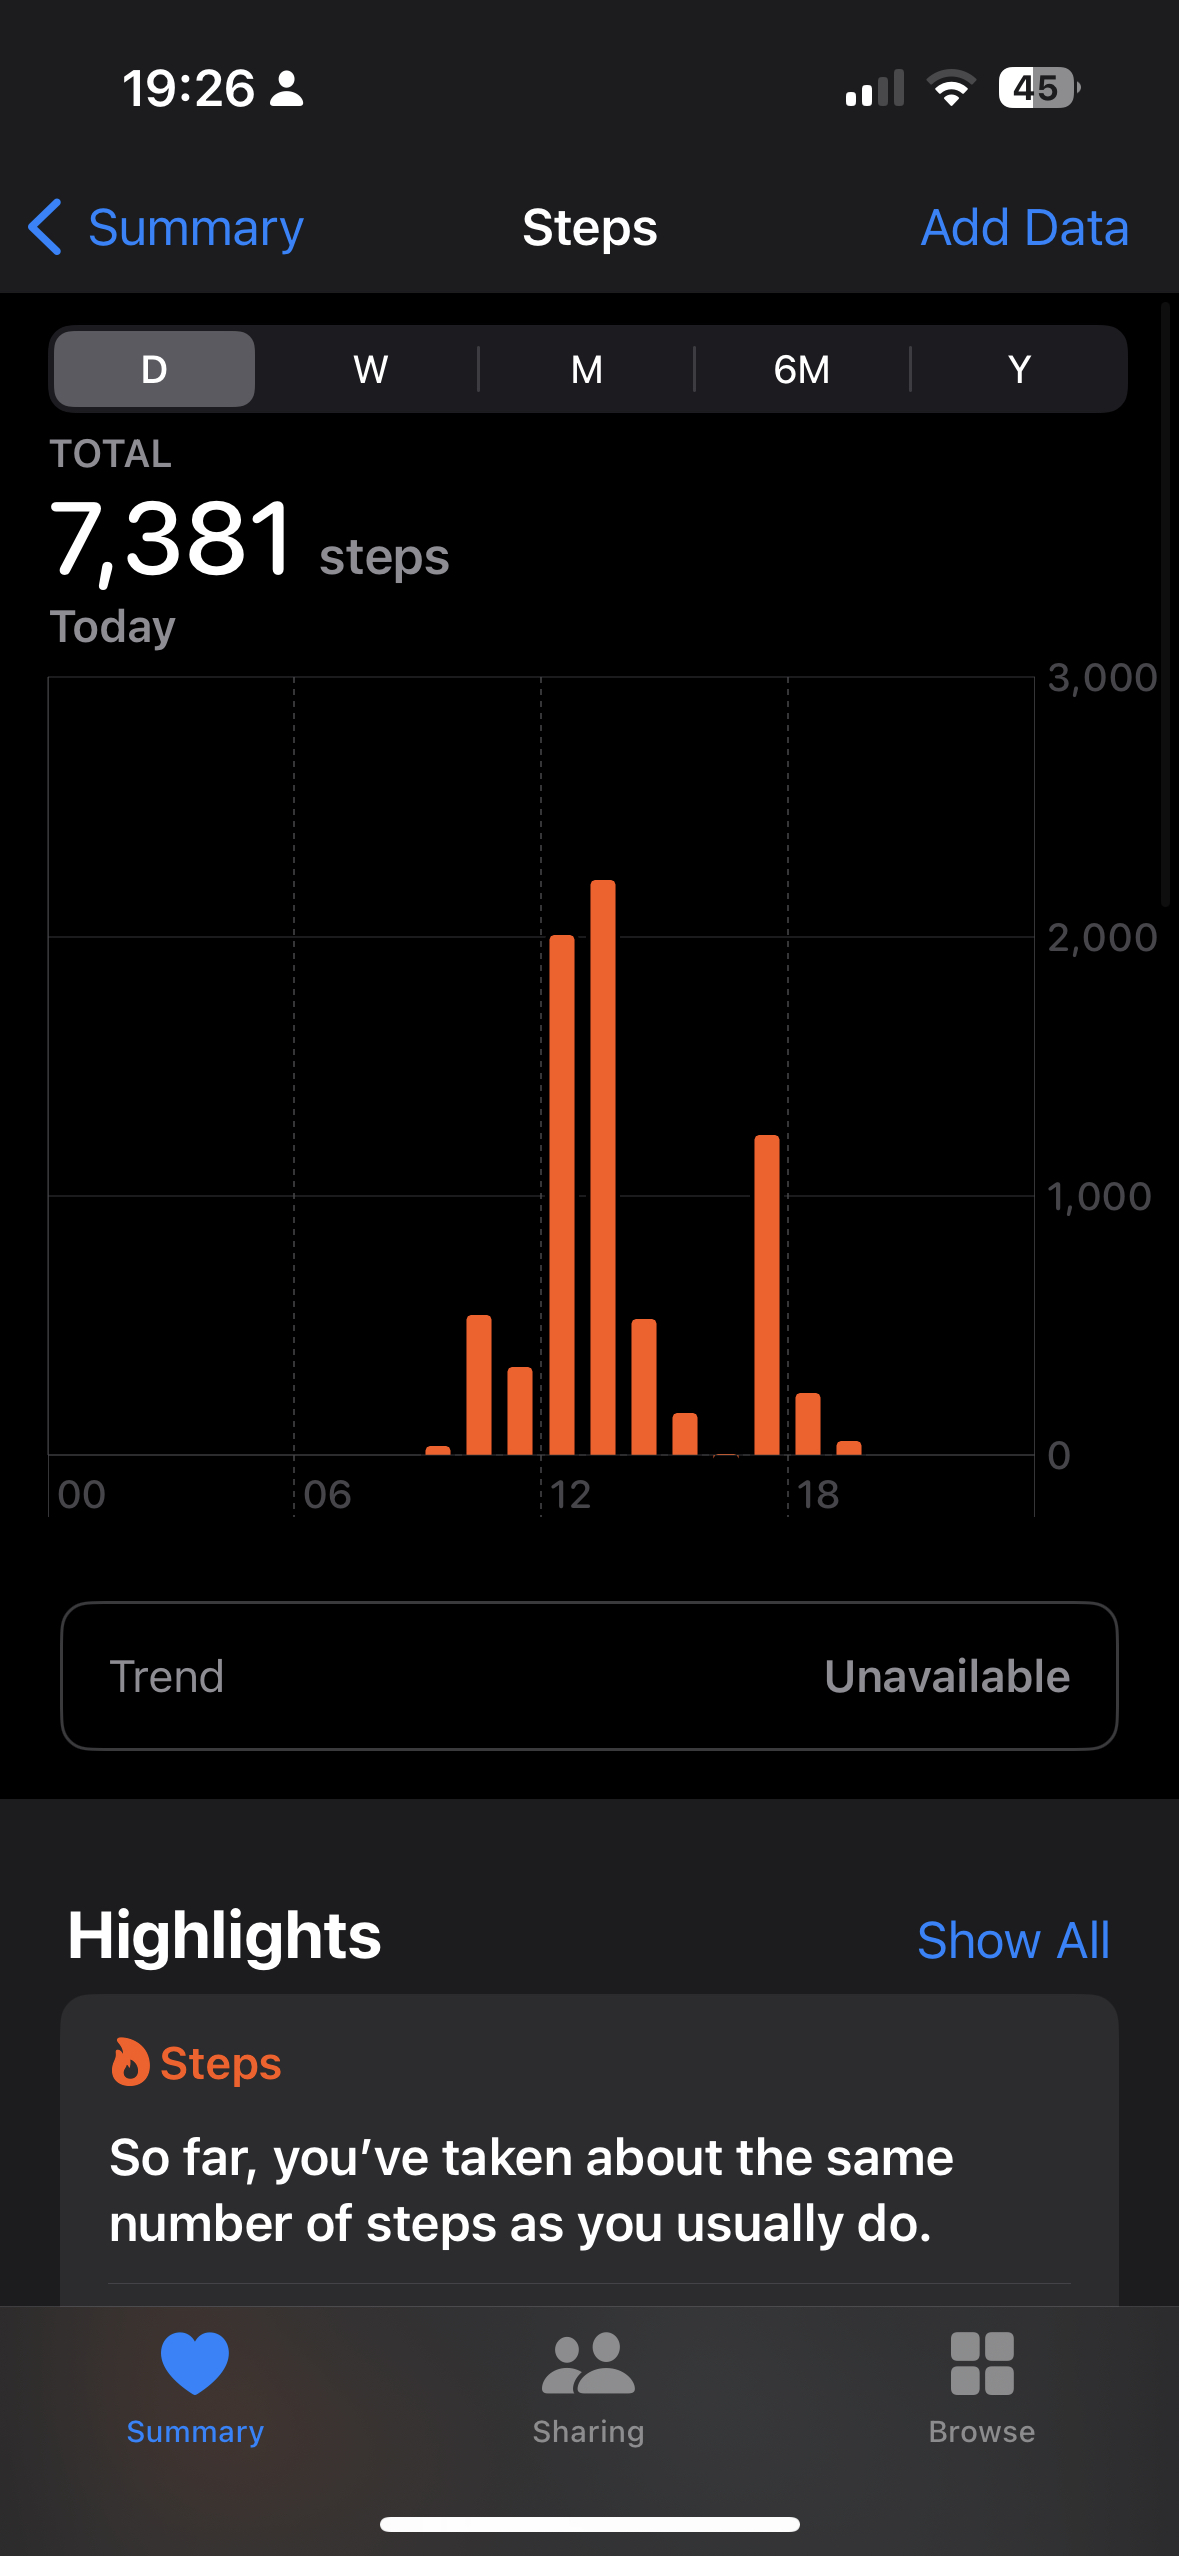 19:26
45
Summary
Steps
Add Data
D
W
M
6M
Y
TOTAL
7,381 steps
Today
3,000
2,000
1,000
0
00
06
12
18
Trend
Unavailable
Highlights
Show All
Steps
So far, you’ve taken about the same
number of steps as you usually do.
Summary
Sharing
Browse